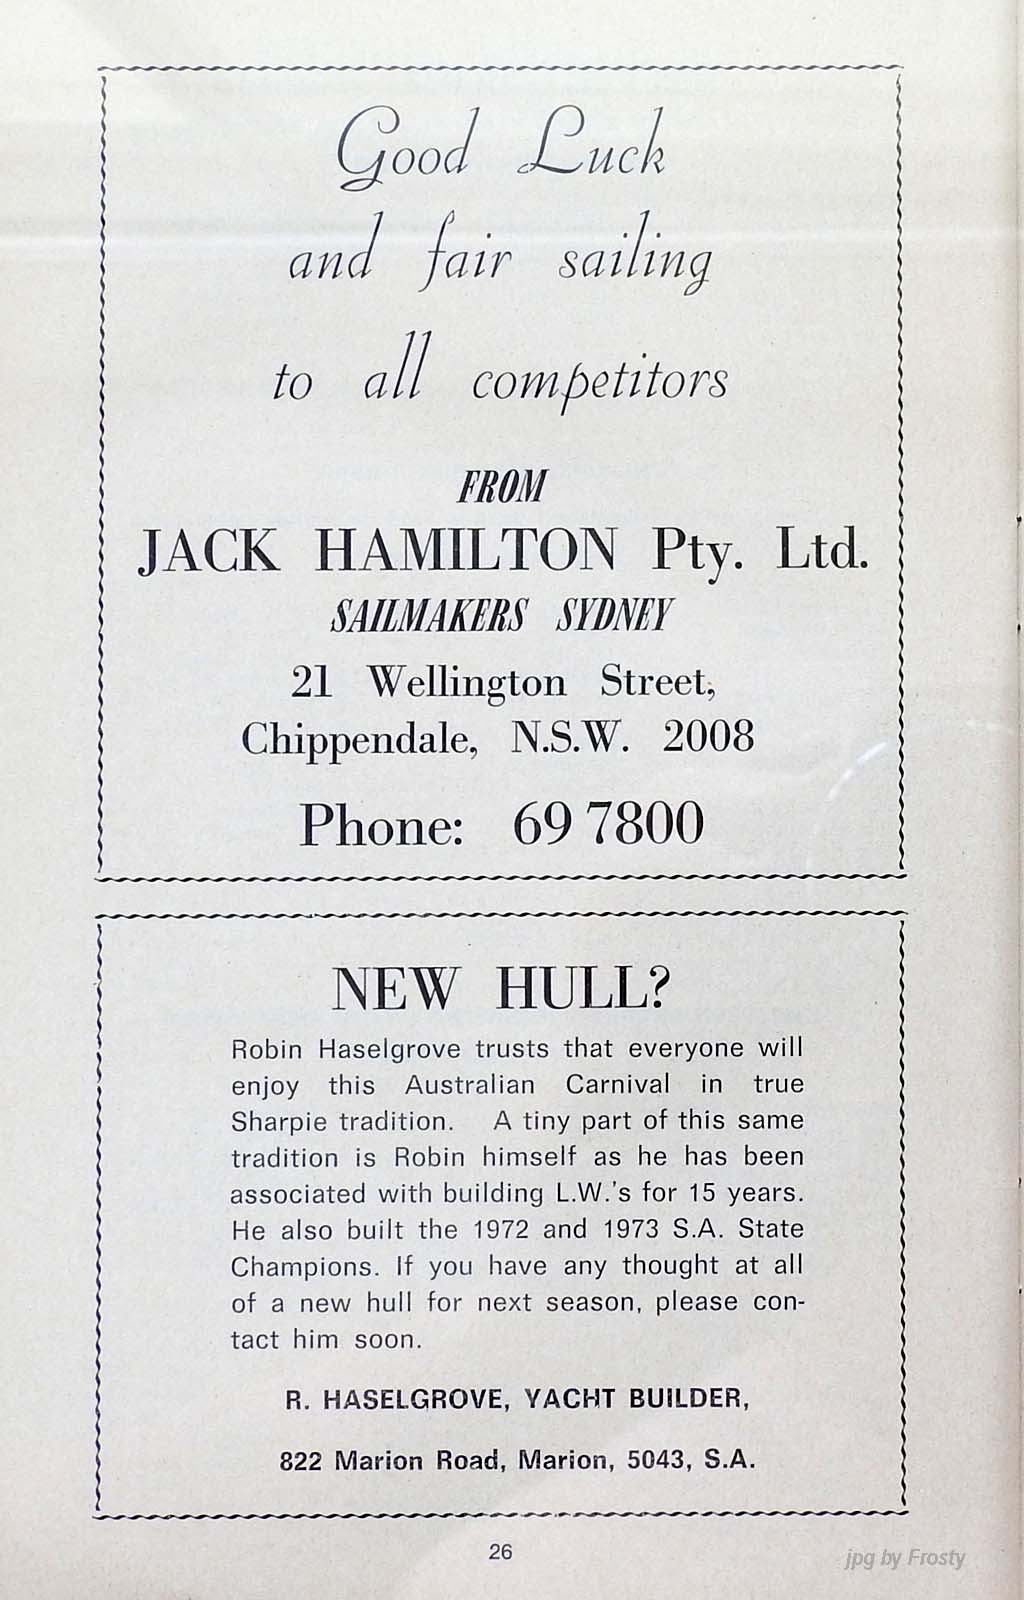 Good Luck
and fair sailing
to all competitors
FROM
JACK HAMILTON Pty. Ltd.
SAILMAKERS SYDNEY
21 Wellington Street,
Chippendale, N.S.W. 2008
Phone: 69 7800
NEW HULL?
Robin Haselgrove trusts that everyone will
enjoy this Australian Carnival in true
Sharpie tradition. A tiny part of this same
tradition is Robin himself as he has been
associated with building L.W.'s for 15 years.
He also built the 1972 and 1973 S.A. State
Champions. If you have any thought at all
of a new hull for next season, please con-
tact him soon.
R. HASELGROVE, YACHT BUILDER,
822 Marion Road, Marion, 5043, S.A.
26
jpg by Frosty